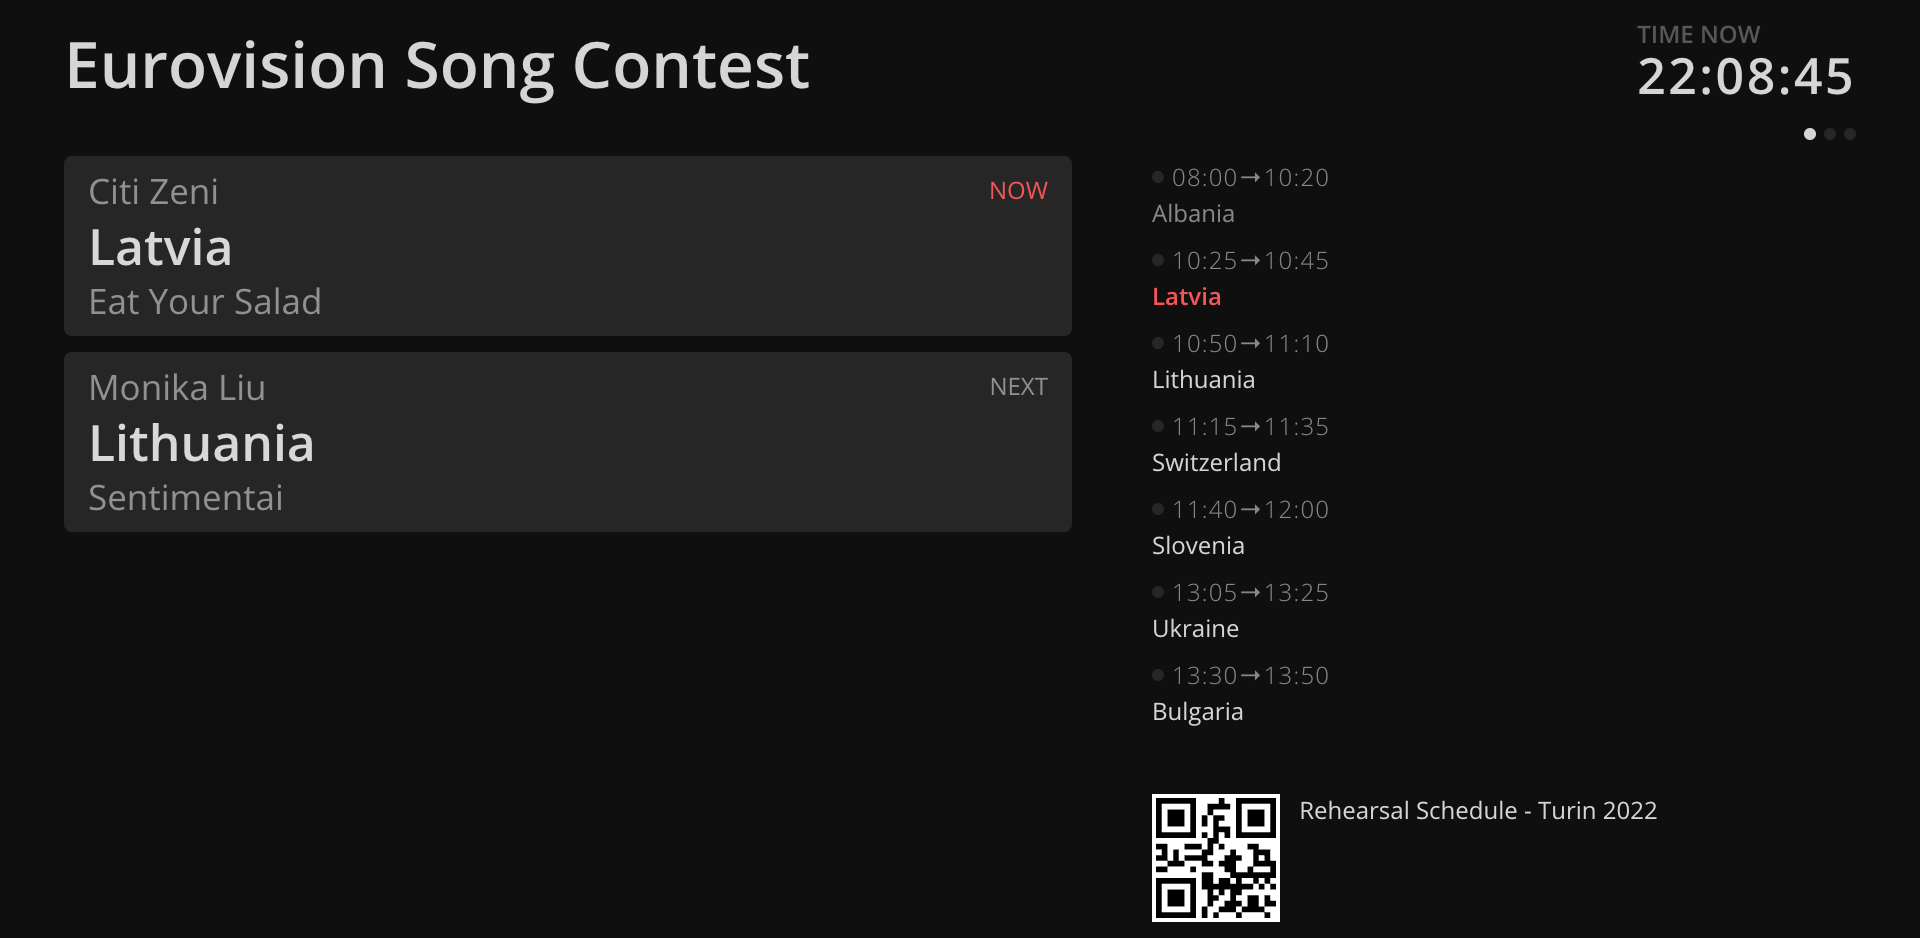 Eurovision Song Contest
TIME NOW
22:08:45
Citi Zeni
NOW
Latvia
Eat Your Salad
Monika Liu
NEXT
Lithuania
Sentimentai
08:00→10:20
Albania
10:25→10:45
Latvia
10:50→11:10
Lithuania
11:15→11:35
Switzerland
11:40→12:00
Slovenia
13:05→13:25
Ukraine
13:30→13:50
Bulgaria
Rehearsal Schedule - Turin 2022